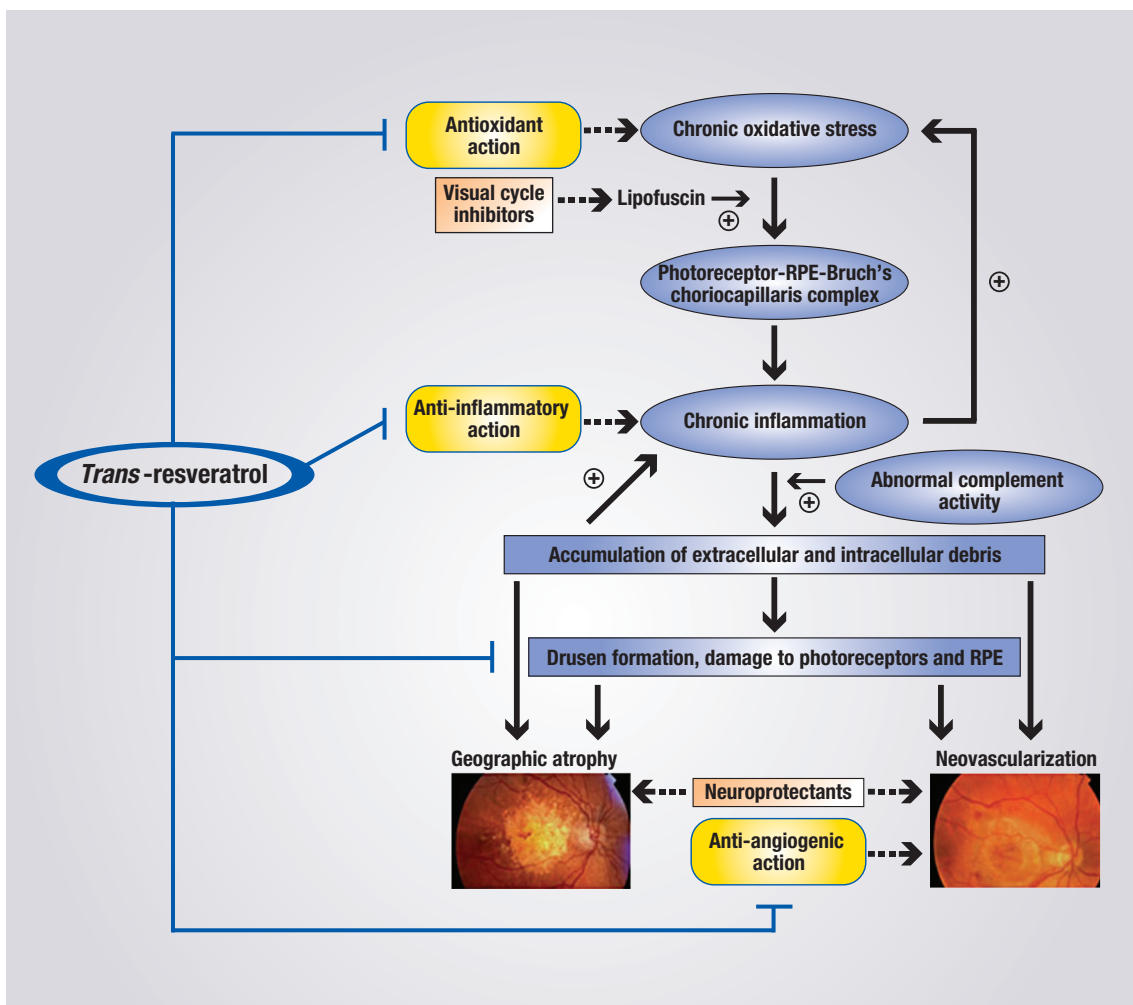 Antioxidant
action
Chronic oxidative stress
Visual cycle
inhibitors
Lipofuscin
+
Photoreceptor-RPE-Bruch's
choriocapillaris complex
+
Anti-inflammatory
action
Chronic inflammation
Trans-resveratrol
+
Abnormal complement
activity
+
Accumulation of extracellular and intracellular debris
Drusen formation, damage to photoreceptors and RPE
Geographic atrophy
Neovascularization
Neuroprotectants
Anti-angiogenic
action